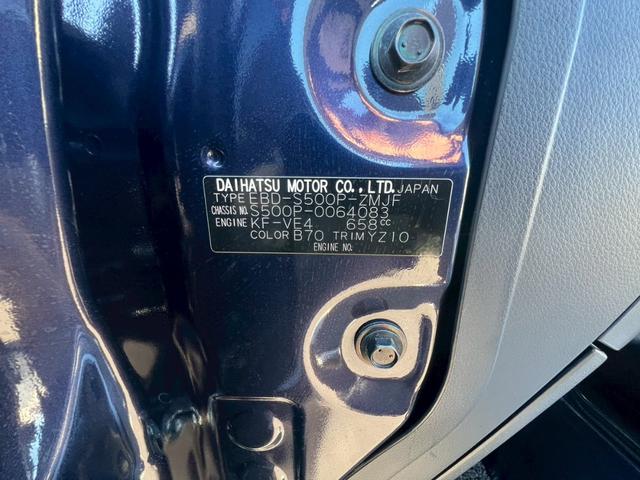 DAIHATSU MOTOR CO.,LTD. JAPAN
TYPE EBD-S500P-ZMJF
CHASSIS NO. S500P-0064083
ENGINE KF-VE4 658cc
COLOR B70 TRIM YZ10
ENGINE NO.